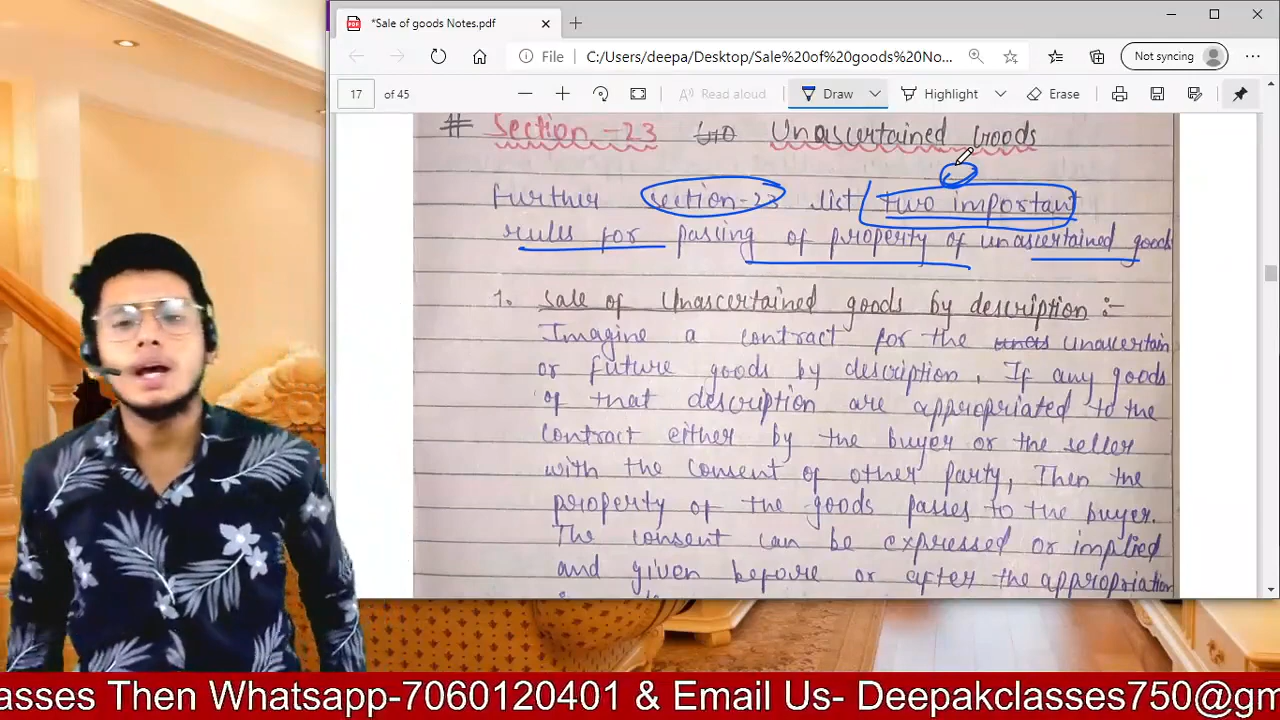 *Sale of goods Notes.pdf
File
C:/Users/deepa/Desktop/Sale%20of%20goods%20No...
Not syncing
17 of 45
Read aloud
Draw
Highlight
Erase
# Section-23 Unascertained Goods
Further section-23 list two important
rules for passing of property of unascertained goods
1. Sale of Unascertained goods by description :-
Imagine a contract for the unascertain
or future goods by description. If any goods
of that description are appropriated to the
contract either by the buyer or the seller
with the consent of other party, Then the
property of the goods passes to the buyer.
The consent can be expressed or implied
and given before or after the appropriation
asses Then Whatsapp-7060120401 & Email Us- Deepakclasses750@gm